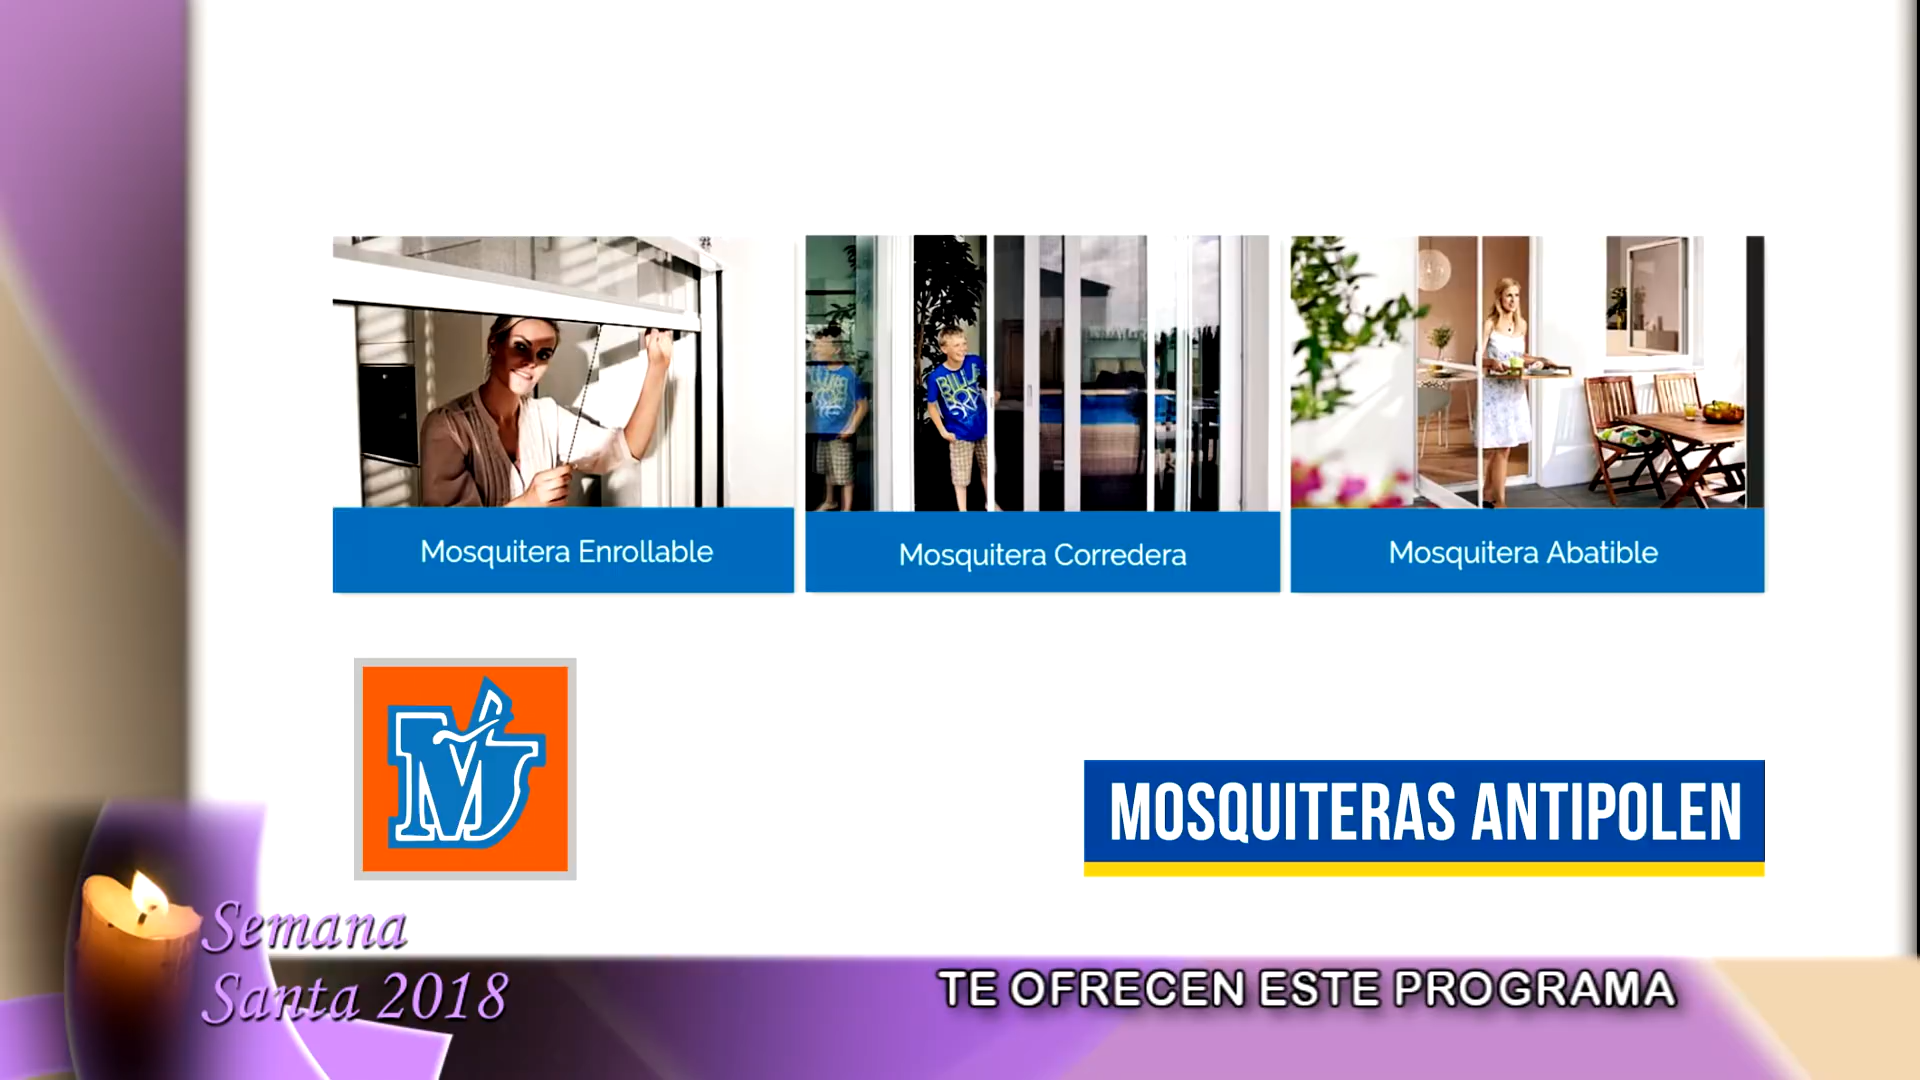 Mosquitera Enrollable
Mosquitera Corredera
Mosquitera Abatible
MOSQUITERAS ANTIPOLEN
Semana
Santa 2018
TE OFRECEN ESTE PROGRAMA